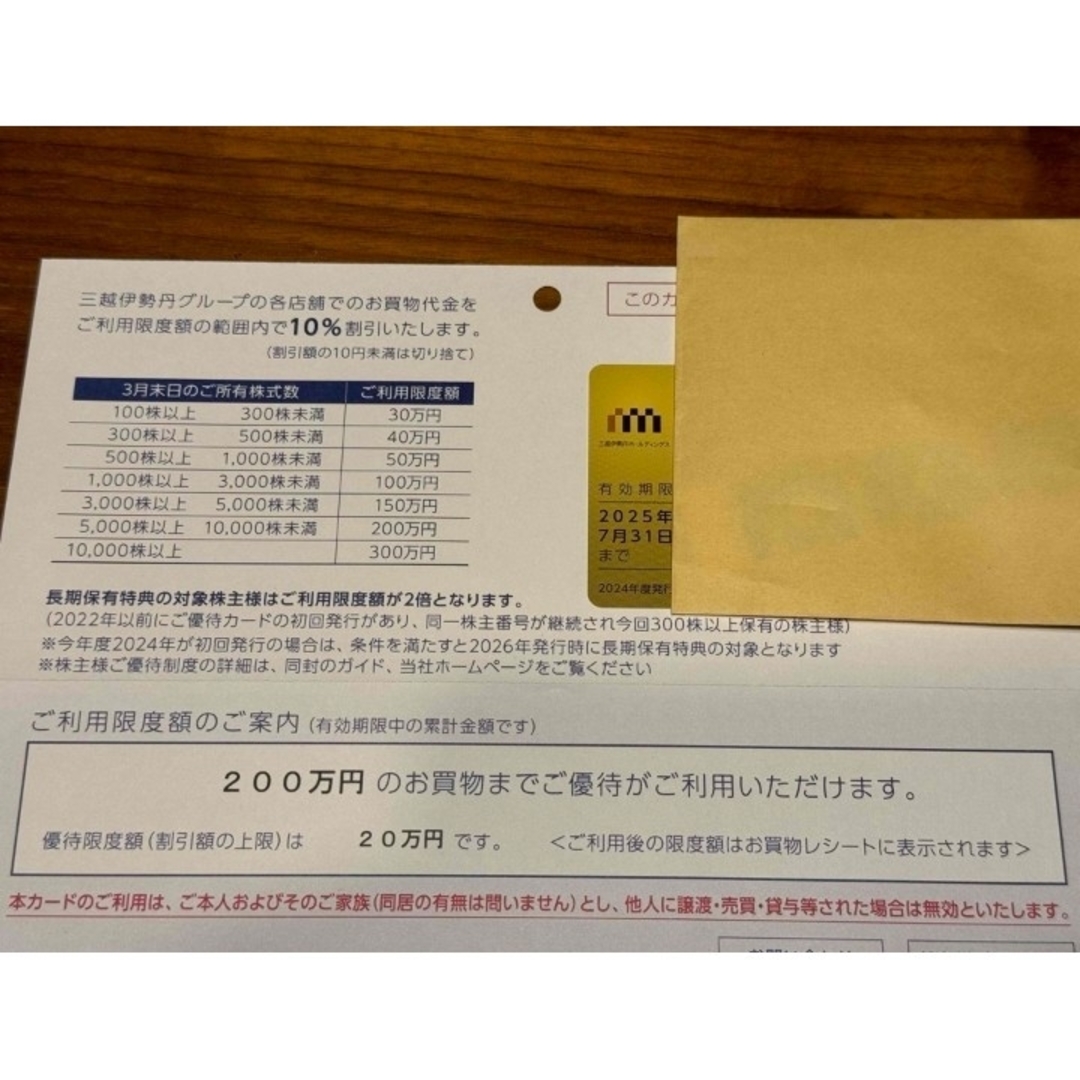 三越伊勢丹グループの各店舗でのお買物代金を
ご利用限度額の範囲内で10%割引いたします。
(割引額の10円未満は切り捨て)
3月末日のご所有株式数 ご利用限度額
100株以上 300株未満 30万円
300株以上 500株未満 40万円
500株以上 1,000株未満 50万円
1,000株以上 3,000株未満 100万円
3,000株以上 5,000株未満 150万円
5,000株以上 10,000株未満 200万円
10,000株以上 300万円
このカ
三越伊勢丹ホールディングス
有効期限
2025年
7月31日
まで
2024年度発行
長期保有特典の対象株主様はご利用限度額が2倍となります。
(2022年以前にご優待カードの初回発行があり、同一株主番号が継続され今回300株以上保有の株主様)
※今年度2024年が初回発行の場合は、条件を満たすと2026年発行時に長期保有特典の対象となります
※株主様ご優待制度の詳細は、同封のガイド、当社ホームページをご覧ください
ご利用限度額のご案内(有効期限中の累計金額です)
200万円 のお買物までご優待がご利用いただけます。
優待限度額(割引額の上限)は 20万円 です。 <ご利用後の限度額はお買物レシートに表示されます>
本カードのご利用は、ご本人およびそのご家族(同居の有無は問いません)とし、他人に譲渡・売買・貸与等された場合は無効といたします。